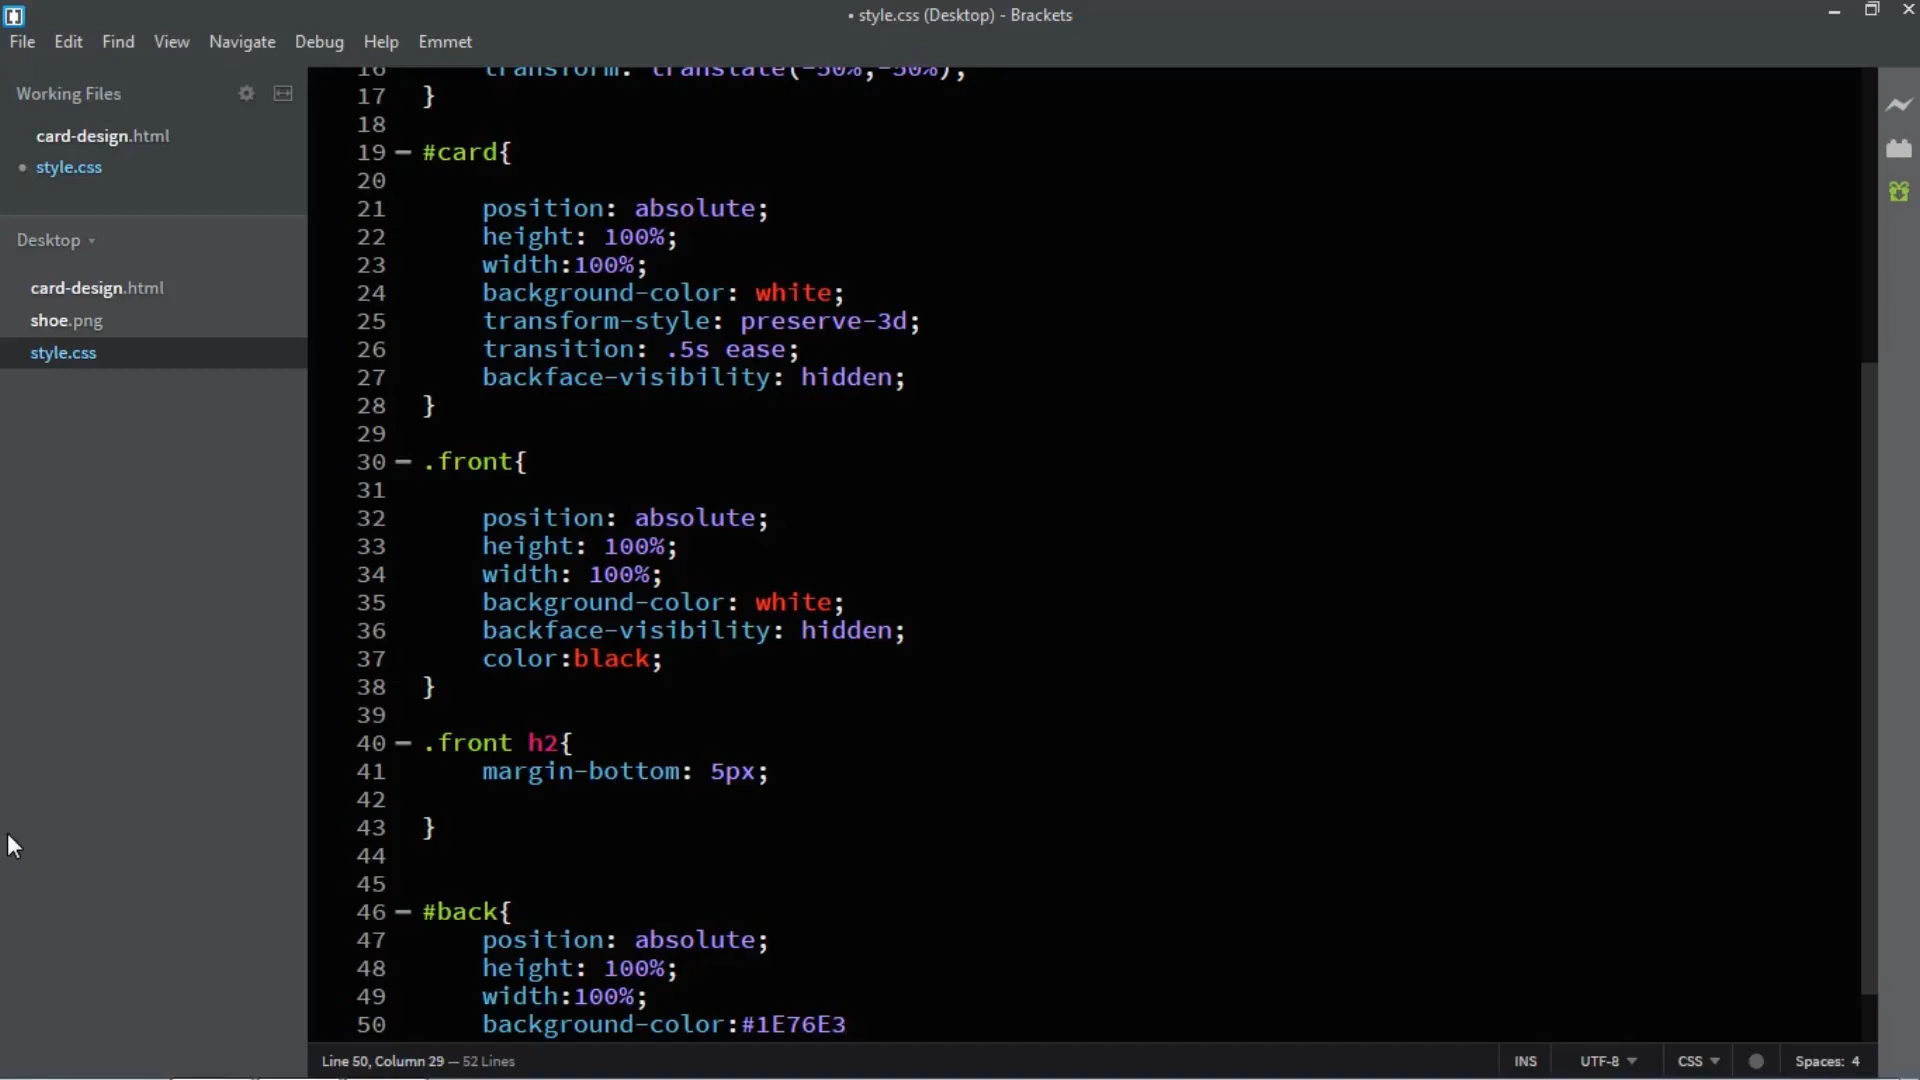 • style.css (Desktop) - Brackets
File Edit Find View Navigate Debug Help Emmet
Working Files
card-design.html
• style.css
Desktop
card-design.html
shoe.png
style.css
16 transform: translate(-50%,-50%);
17 }
18
19 #card{
20
21 position: absolute;
22 height: 100%;
23 width:100%;
24 background-color: white;
25 transform-style: preserve-3d;
26 transition: .5s ease;
27 backface-visibility: hidden;
28 }
29
30 .front{
31
32 position: absolute;
33 height: 100%;
34 width: 100%;
35 background-color: white;
36 backface-visibility: hidden;
37 color:black;
38 }
39
40 .front h2{
41 margin-bottom: 5px;
42
43 }
44
45
46 #back{
47 position: absolute;
48 height: 100%;
49 width:100%;
50 background-color:#1E76E3
Line 50, Column 29 — 52 Lines
INS UTF-8 CSS Spaces: 4